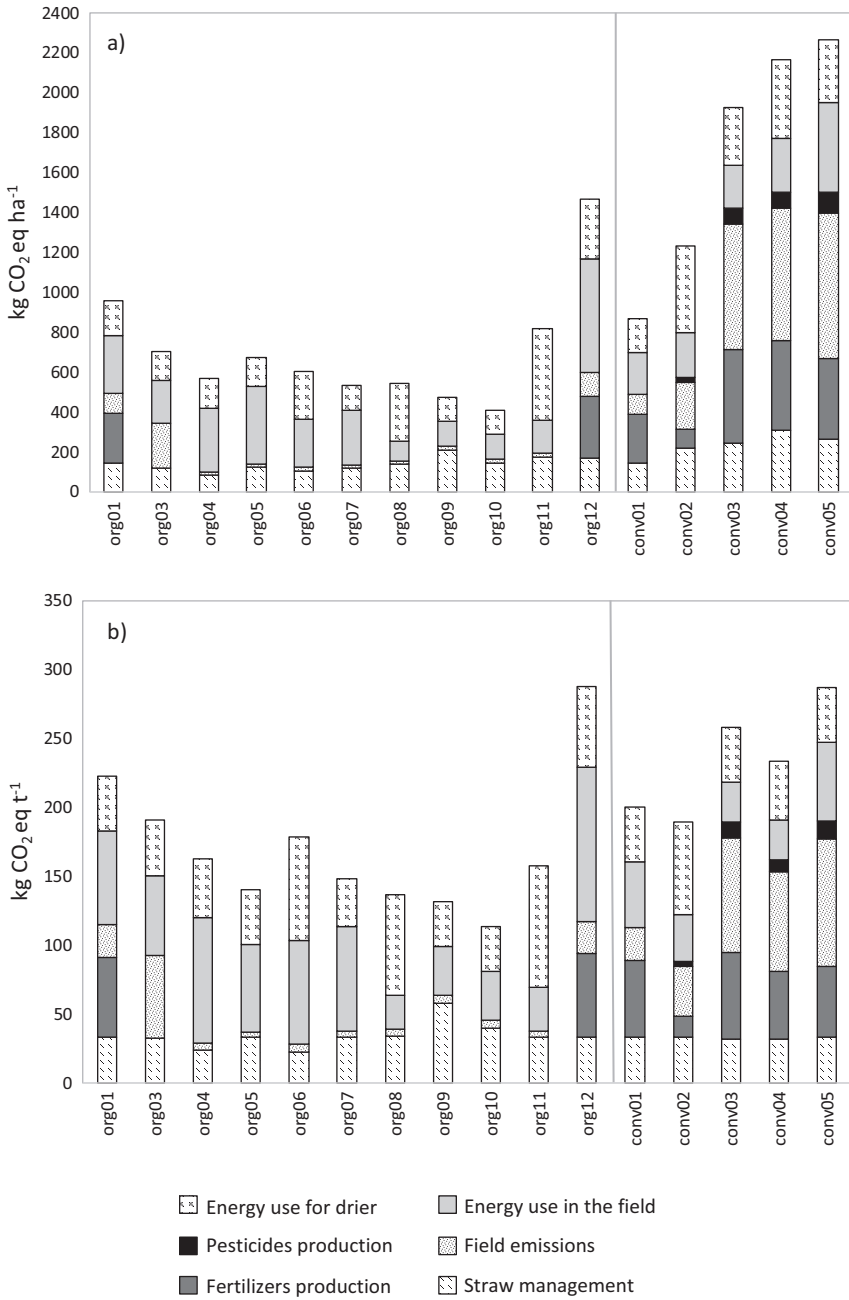 2400
2200
2000
1800
1600
1400
1200
1000
800
600
400
200
0
kg CO₂ eq ha⁻¹
a)
org01 org03 org04 org05 org06 org07 org08 org09 org10 org11 org12 conv01 conv02 conv03 conv04 conv05
350
300
250
200
150
100
50
0
kg CO₂ eq t⁻¹
b)
org01 org03 org04 org05 org06 org07 org08 org09 org10 org11 org12 conv01 conv02 conv03 conv04 conv05
Energy use for drier Energy use in the field
Pesticides production Field emissions
Fertilizers production Straw management